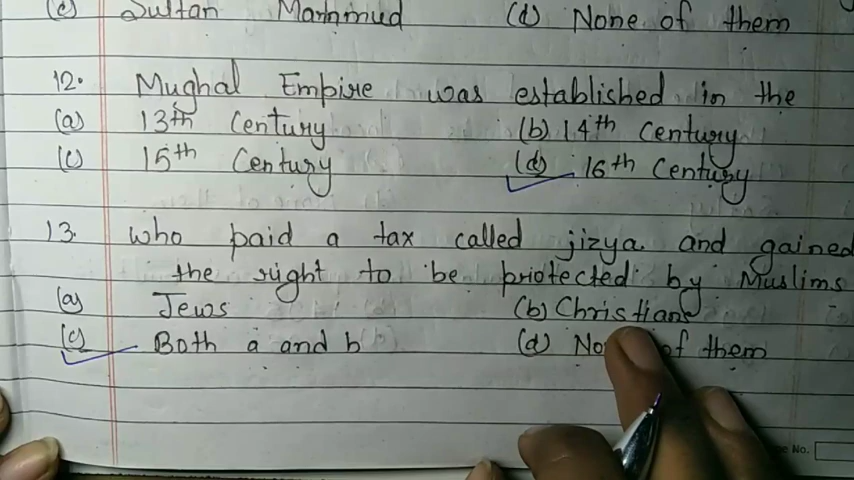 (c) Sultan Mahmud (d) None of them
12. Mughal Empire was established in the
(a) 13th Century (b) 14th Century
(c) 15th Century (d) 16th Century
13. who paid a tax called jizya and gained
the right to be protected by Muslims
(a) Jews (b) Christians
(c) Both a and b (d) of them
No.